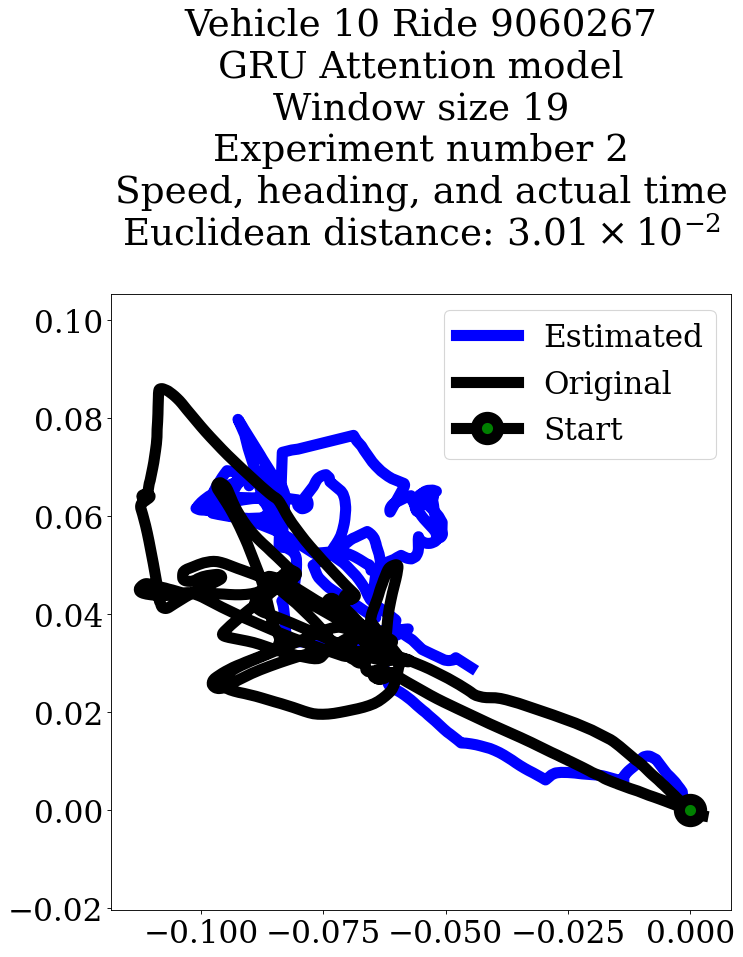 Vehicle 10 Ride 9060267
GRU Attention model
Window size 19
Experiment number 2
Speed, heading, and actual time
Euclidean distance: 3.01 × 10⁻²
Estimated
Original
Start
0.10
0.08
0.06
0.04
0.02
0.00
−0.02
−0.100 −0.075 −0.050 −0.025 0.000